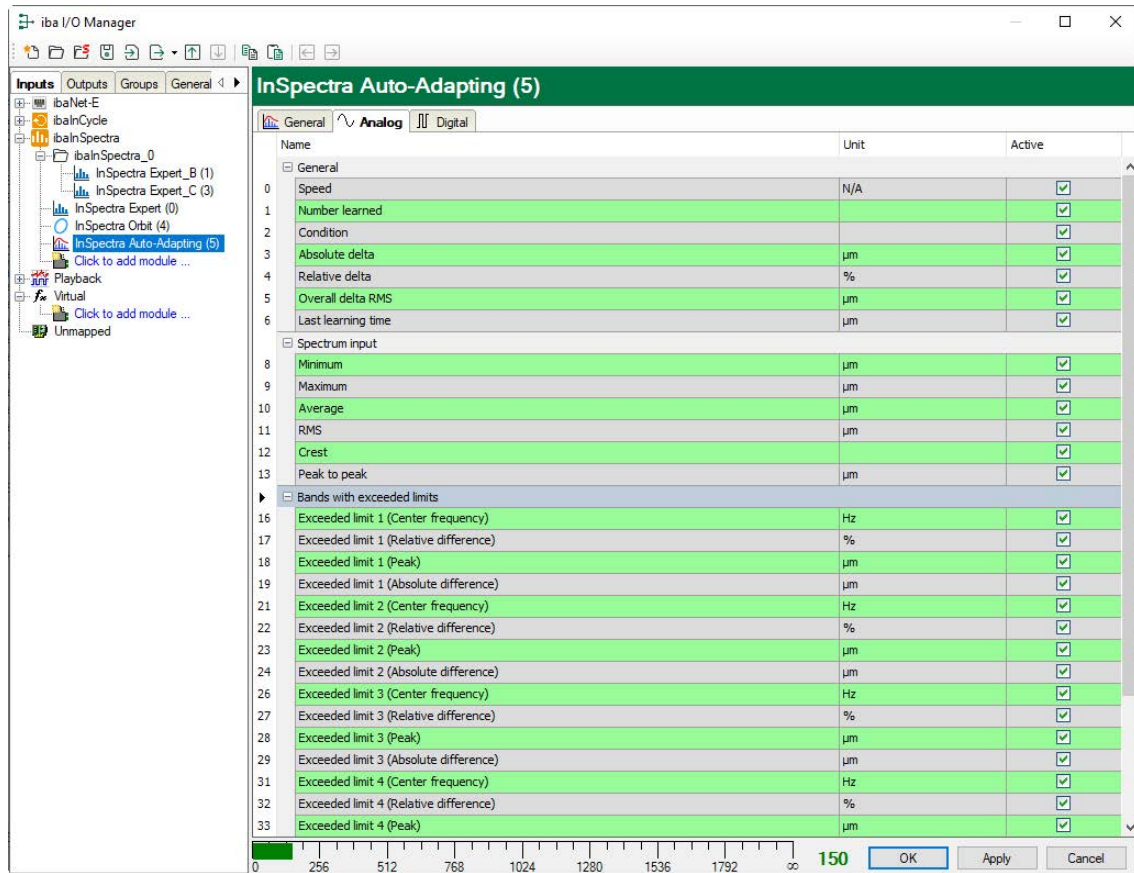 iba I/O Manager
Inputs Outputs Groups General
ibaNet-E
ibaInCycle
ibaInSpectra
ibaInSpectra_0
InSpectra Expert_B (1)
InSpectra Expert_C (3)
InSpectra Expert (0)
InSpectra Orbit (4)
InSpectra Auto-Adapting (5)
Click to add module ...
Playback
Virtual
Click to add module ...
Unmapped
InSpectra Auto-Adapting (5)
General Analog Digital
Name Unit Active
General
0 Speed N/A
1 Number learned
2 Condition
3 Absolute delta µm
4 Relative delta %
5 Overall delta RMS µm
6 Last learning time µm
Spectrum input
8 Minimum µm
9 Maximum µm
10 Average µm
11 RMS µm
12 Crest
13 Peak to peak µm
Bands with exceeded limits
16 Exceeded limit 1 (Center frequency) Hz
17 Exceeded limit 1 (Relative difference) %
18 Exceeded limit 1 (Peak) µm
19 Exceeded limit 1 (Absolute difference) µm
21 Exceeded limit 2 (Center frequency) Hz
22 Exceeded limit 2 (Relative difference) %
23 Exceeded limit 2 (Peak) µm
24 Exceeded limit 2 (Absolute difference) µm
26 Exceeded limit 3 (Center frequency) Hz
27 Exceeded limit 3 (Relative difference) %
28 Exceeded limit 3 (Peak) µm
29 Exceeded limit 3 (Absolute difference) µm
31 Exceeded limit 4 (Center frequency) Hz
32 Exceeded limit 4 (Relative difference) %
33 Exceeded limit 4 (Peak) µm
0 256 512 768 1024 1280 1536 1792 ∞ 150 OK Apply Cancel